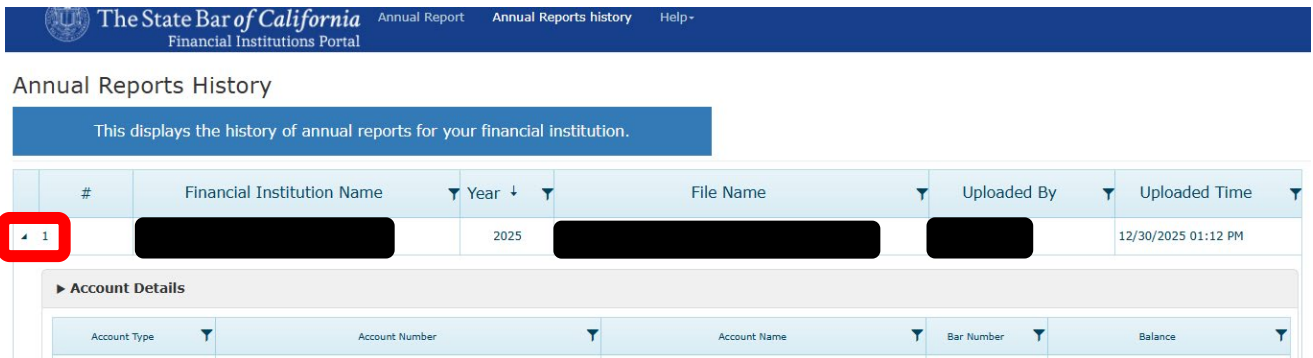 The State Bar of California Annual Report Annual Reports history Help
Financial Institutions Portal
Annual Reports History
This displays the history of annual reports for your financial institution.
# Financial Institution Name Year ↓ File Name Uploaded By Uploaded Time
1 2025 12/30/2025 01:12 PM
Account Details
Account Type Account Number Account Name Bar Number Balance